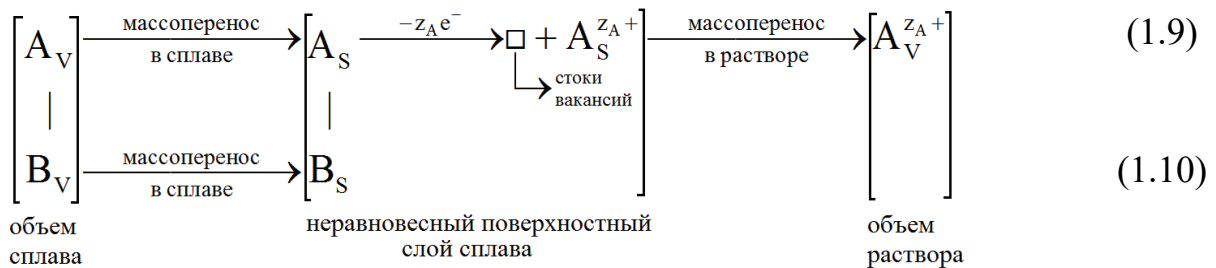 массоперенос −z_A e⁻ массоперенос
A_V в сплаве A_S □ + A_S^{z_A+} в растворе A_V^{z_A+} (1.9)
стоки
вакансий
массоперенос
B_V в сплаве B_S (1.10)
объем неравновесный поверхностный объем
сплава слой сплава раствора